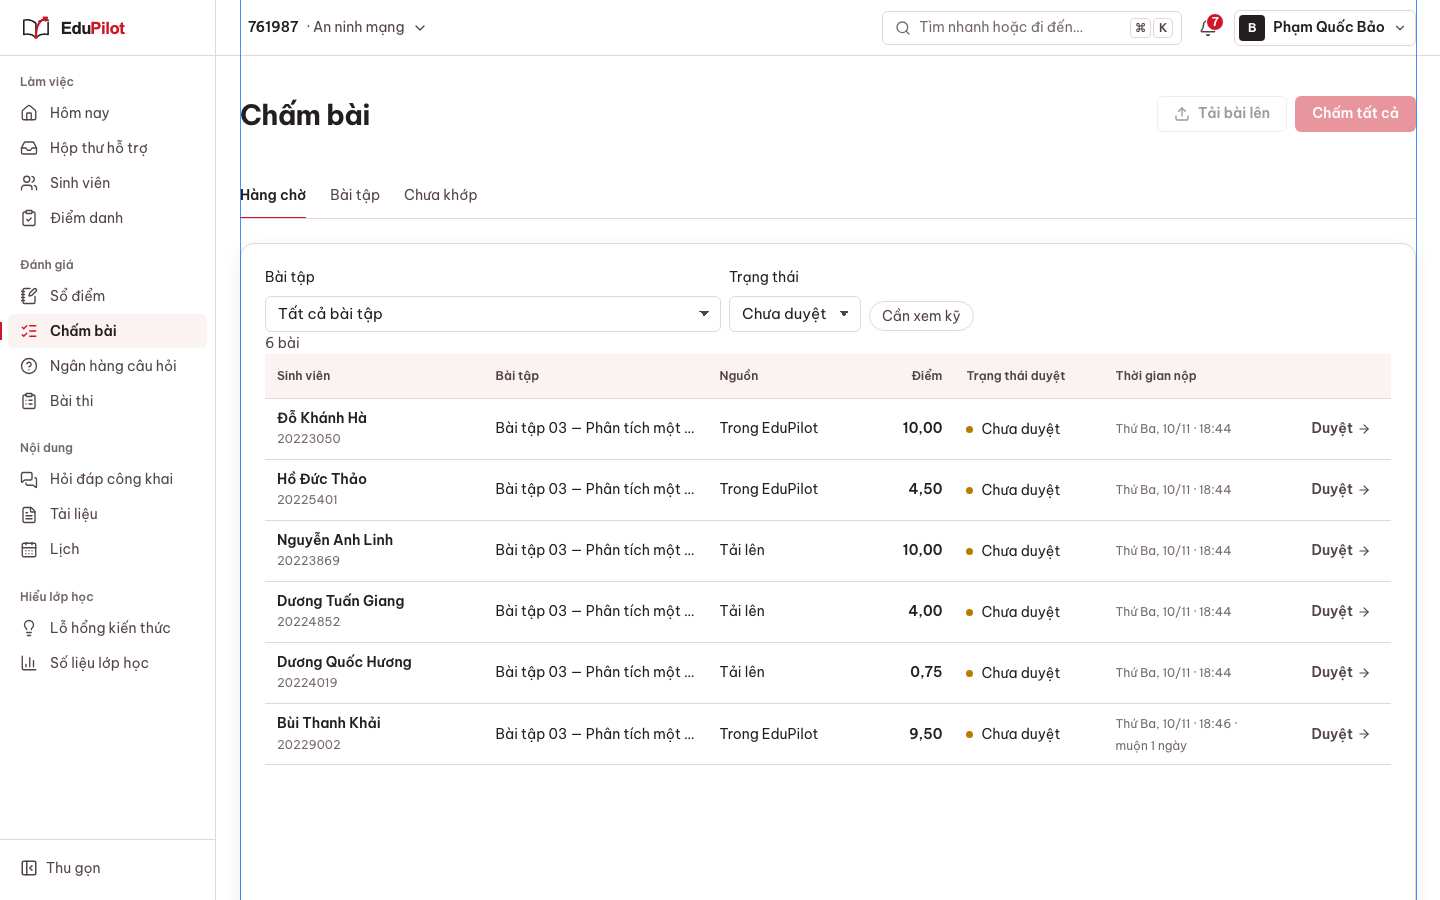 EduPilot
761987 · An ninh mạng
Tìm nhanh hoặc đi đến... ⌘ K
7
B Phạm Quốc Bảo
Làm việc
Hôm nay
Hộp thư hỗ trợ
Sinh viên
Điểm danh
Đánh giá
Sổ điểm
Chấm bài
Ngân hàng câu hỏi
Bài thi
Nội dung
Hỏi đáp công khai
Tài liệu
Lịch
Hiểu lớp học
Lỗ hổng kiến thức
Số liệu lớp học
Thu gọn
Chấm bài
Tải bài lên
Chấm tất cả
Hàng chờ Bài tập Chưa khớp
Bài tập Trạng thái
Tất cả bài tập Chưa duyệt Cần xem kỹ
6 bài
Sinh viên Bài tập Nguồn Điểm Trạng thái duyệt Thời gian nộp
Đỗ Khánh Hà
20223050
Bài tập 03 — Phân tích một ... Trong EduPilot 10,00 Chưa duyệt Thứ Ba, 10/11 · 18:44 Duyệt →
Hồ Đức Thảo
20225401
Bài tập 03 — Phân tích một ... Trong EduPilot 4,50 Chưa duyệt Thứ Ba, 10/11 · 18:44 Duyệt →
Nguyễn Anh Linh
20223869
Bài tập 03 — Phân tích một ... Tải lên 10,00 Chưa duyệt Thứ Ba, 10/11 · 18:44 Duyệt →
Dương Tuấn Giang
20224852
Bài tập 03 — Phân tích một ... Tải lên 4,00 Chưa duyệt Thứ Ba, 10/11 · 18:44 Duyệt →
Dương Quốc Hương
20224019
Bài tập 03 — Phân tích một ... Tải lên 0,75 Chưa duyệt Thứ Ba, 10/11 · 18:44 Duyệt →
Bùi Thanh Khải
20229002
Bài tập 03 — Phân tích một ... Trong EduPilot 9,50 Chưa duyệt Thứ Ba, 10/11 · 18:46 · Duyệt →
muộn 1 ngày